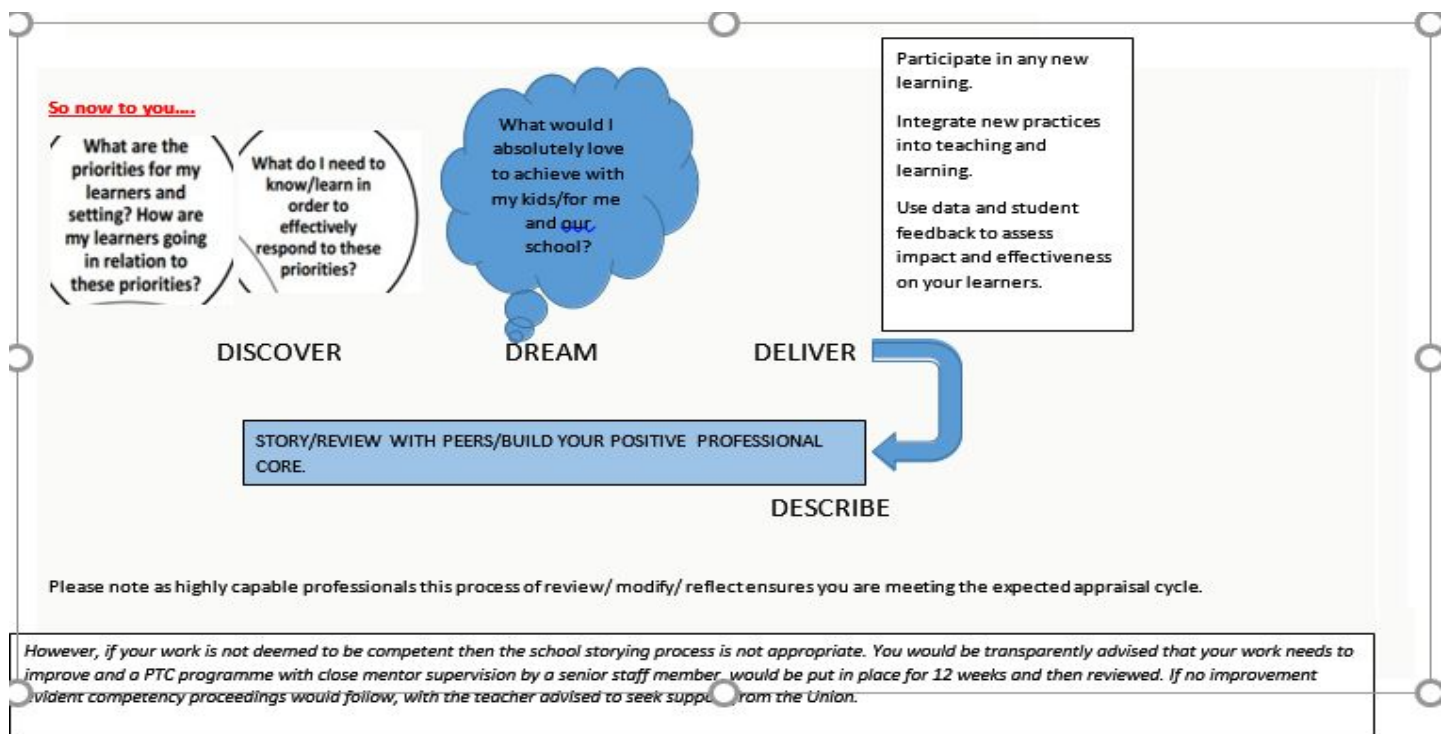 So now to you....
What are the
priorities for my
learners and
setting? How are
my learners going
in relation to
these priorities?
What do I need to
know/learn in
order to
effectively
respond to these
priorities?
What would I
absolutely love
to achieve with
my kids/for me
and our
school?
Participate in any new
learning.
Integrate new practices
into teaching and
learning.
Use data and student
feedback to assess
impact and effectiveness
on your learners.
DISCOVER
DREAM
DELIVER
STORY/REVIEW WITH PEERS/BUILD YOUR POSITIVE PROFESSIONAL
CORE.
DESCRIBE
Please note as highly capable professionals this process of review/ modify/ reflect ensures you are meeting the expected appraisal cycle.
However, if your work is not deemed to be competent then the school storying process is not appropriate. You would be transparently advised that your work needs to
improve and a PTC programme with close mentor supervision by a senior staff member, would be put in place for 12 weeks and then reviewed. If no improvement
evident competency proceedings would follow, with the teacher advised to seek support from the Union.